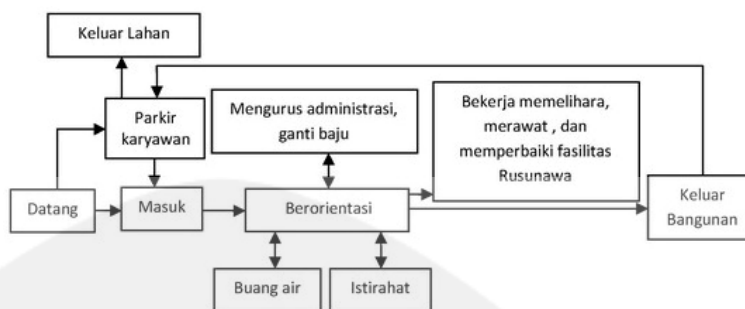 Keluar Lahan
Parkir
karyawan
Mengurus administrasi,
ganti baju
Bekerja memelihara,
merawat , dan
memperbaiki fasilitas
Rusunawa
Datang
Masuk
Berorientasi
Keluar
Bangunan
Buang air
Istirahat